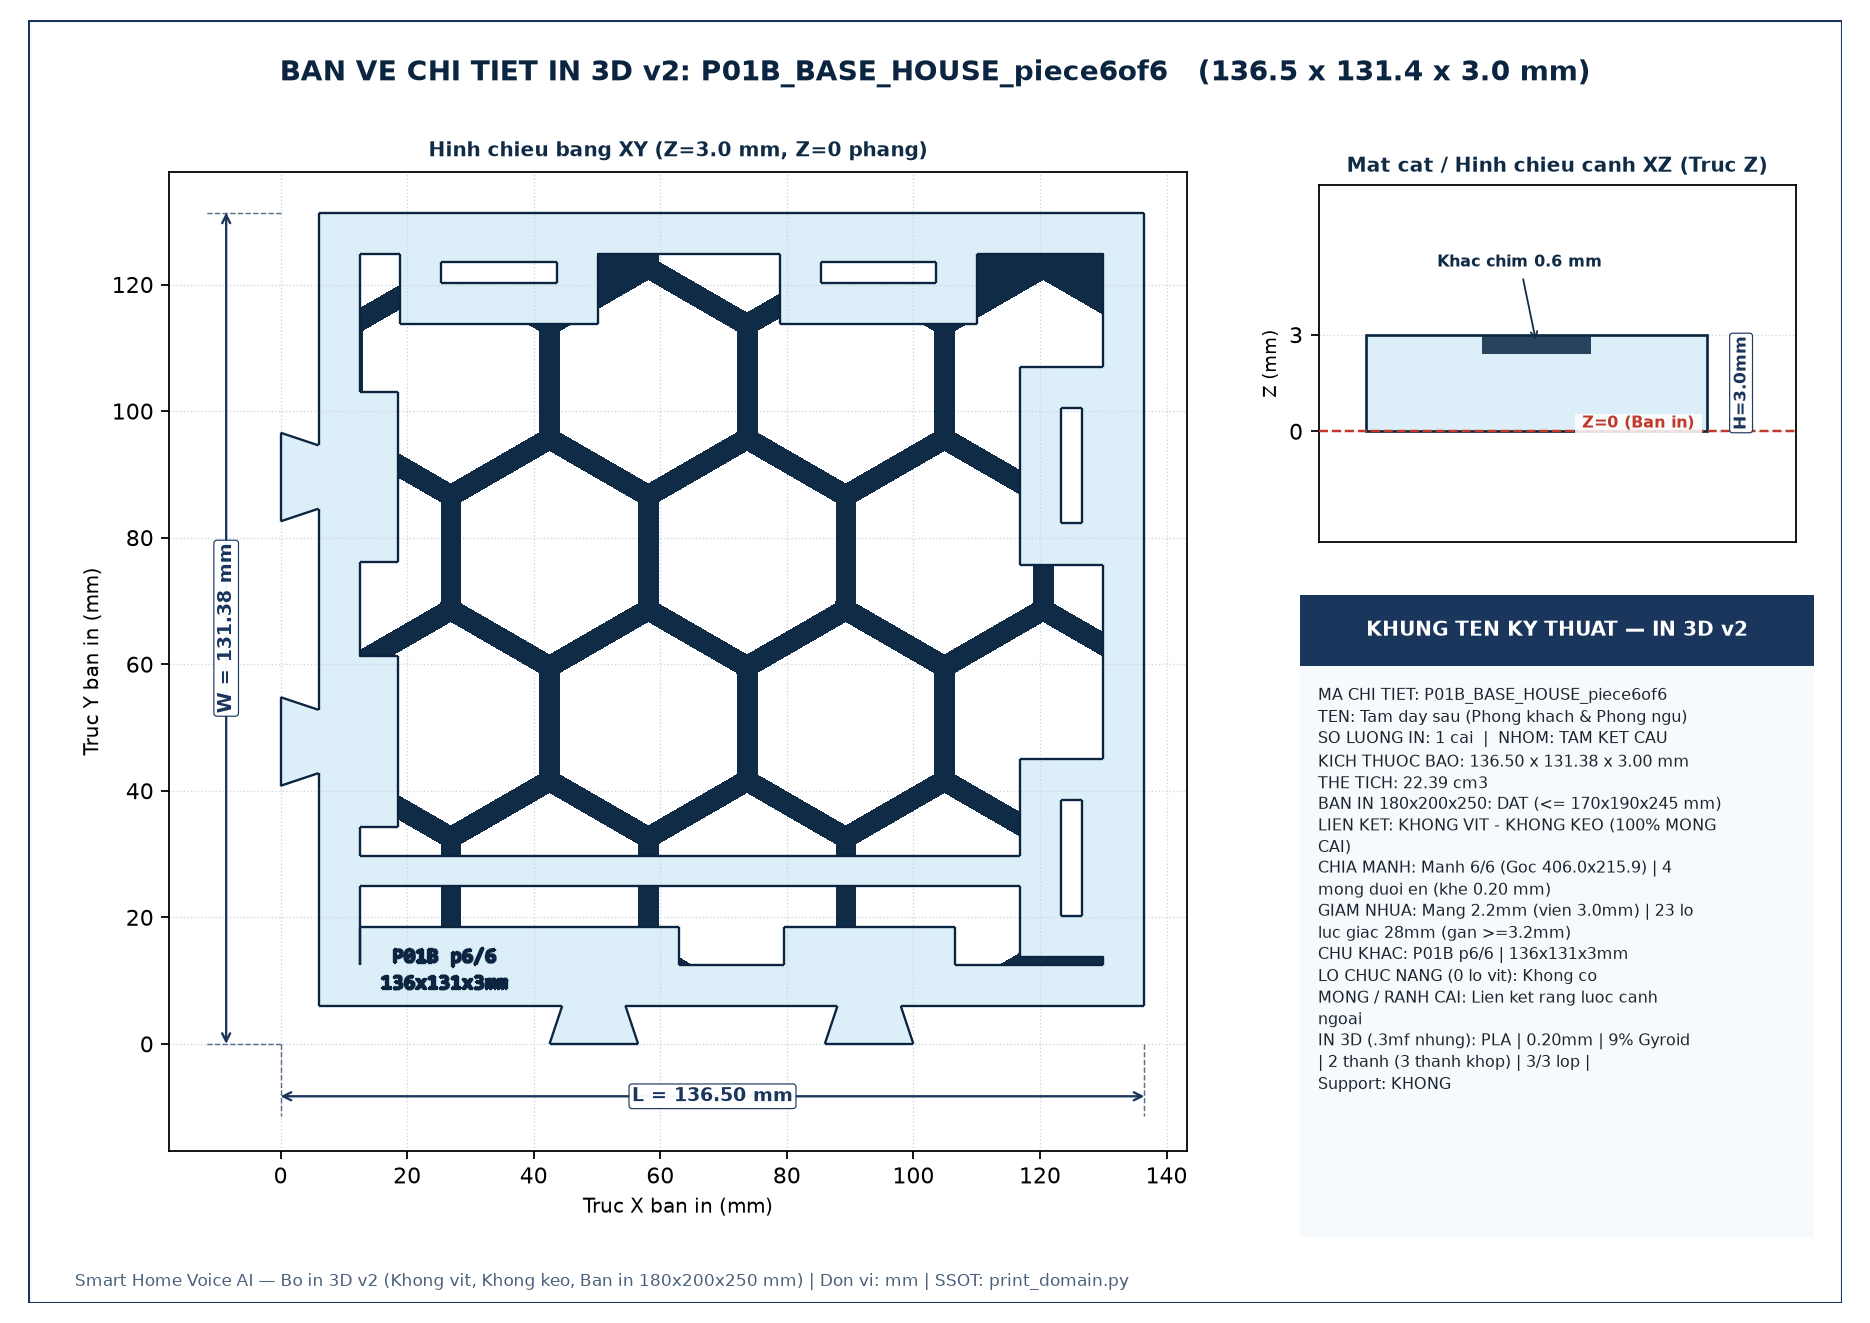 BAN VE CHI TIET IN 3D v2: P01B_BASE_HOUSE_piece6of6 (136.5 x 131.4 x 3.0 mm)
Hinh chieu bang XY (Z=3.0 mm, Z=0 phang)
120
100
80
60
40
20
0
Truc Y ban in (mm)
W = 131.38 mm
P01B p6/6
136x131x3mm
L = 136.50 mm
0 20 40 60 80 100 120 140
Truc X ban in (mm)
Mat cat / Hinh chieu canh XZ (Truc Z)
Khac chim 0.6 mm
Z (mm)
3
0
Z=0 (Ban in)
H=3.0mm
KHUNG TEN KY THUAT — IN 3D v2
MA CHI TIET: P01B_BASE_HOUSE_piece6of6
TEN: Tam day sau (Phong khach & Phong ngu)
SO LUONG IN: 1 cai | NHOM: TAM KET CAU
KICH THUOC BAO: 136.50 x 131.38 x 3.00 mm
THE TICH: 22.39 cm3
BAN IN 180x200x250: DAT (<= 170x190x245 mm)
LIEN KET: KHONG VIT - KHONG KEO (100% MONG
CAI)
CHIA MANH: Manh 6/6 (Goc 406.0x215.9) | 4
mong duoi en (khe 0.20 mm)
GIAM NHUA: Mang 2.2mm (vien 3.0mm) | 23 lo
luc giac 28mm (gan >=3.2mm)
CHU KHAC: P01B p6/6 | 136x131x3mm
LO CHUC NANG (0 lo vit): Khong co
MONG / RANH CAI: Lien ket rang luoc canh
ngoai
IN 3D (.3mf nhung): PLA | 0.20mm | 9% Gyroid
| 2 thanh (3 thanh khop) | 3/3 lop |
Support: KHONG
Smart Home Voice AI — Bo in 3D v2 (Khong vit, Khong keo, Ban in 180x200x250 mm) | Don vi: mm | SSOT: print_domain.py